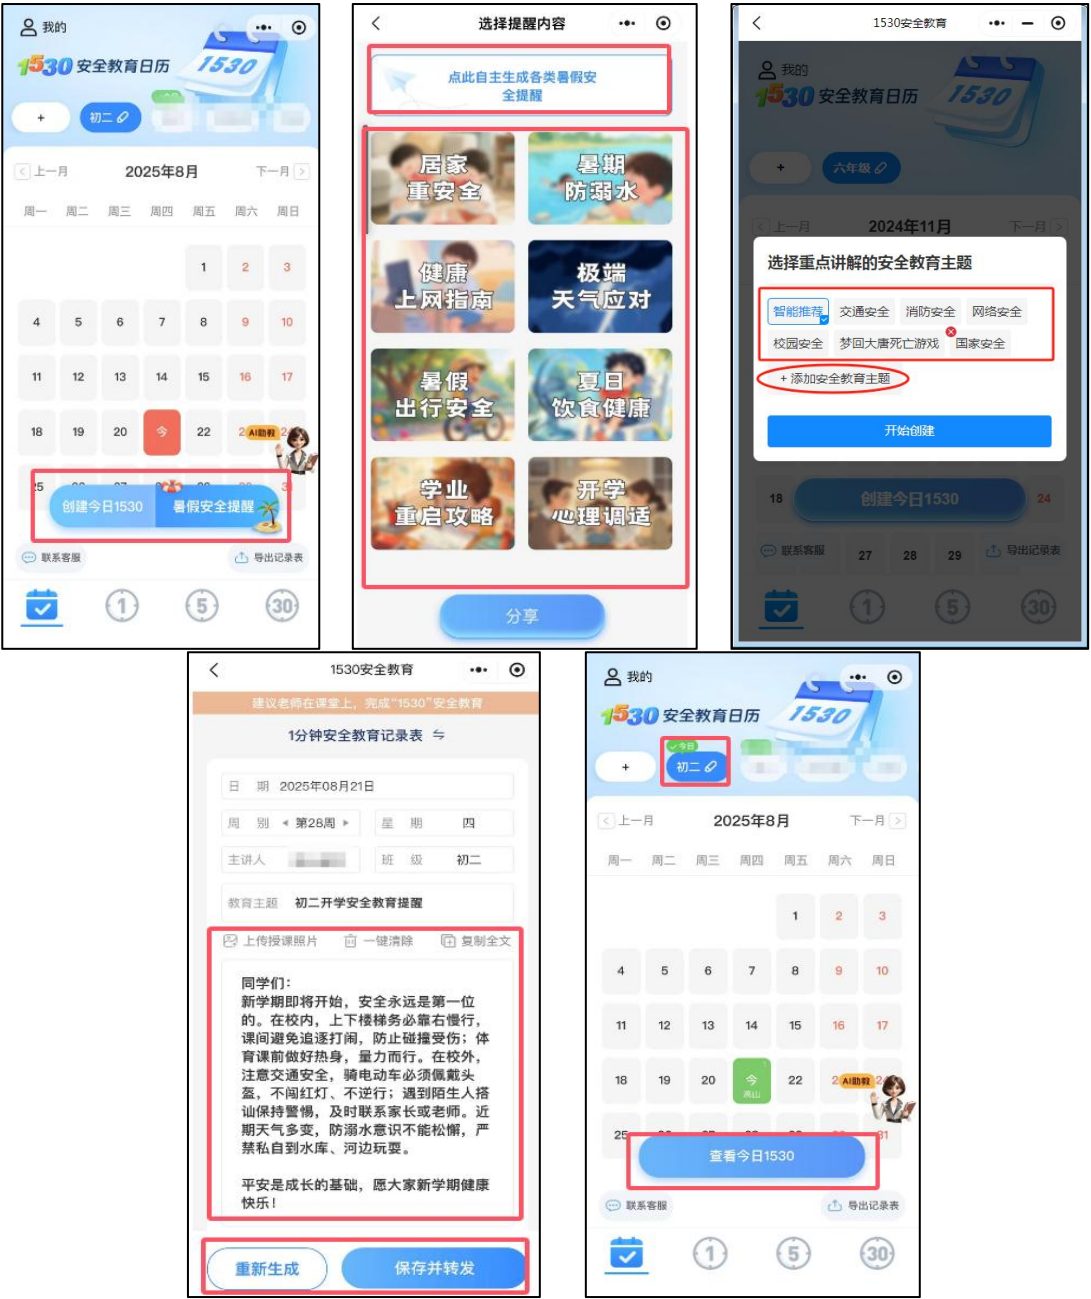 我的
1530 安全教育日历
1530
+
初二
上一月
2025年8月
下一月
周一 周二 周三 周四 周五 周六 周日
1 2 3
4 5 6 7 8 9 10
11 12 13 14 15 16 17
18 19 20 今 22 2 AI助教 2
25
31
创建今日1530
暑假安全提醒
联系客服
导出记录表
1 5 30
选择提醒内容
点此自主生成各类暑假安
全提醒
居家
重安全
暑期
防溺水
健康
上网指南
极端
天气应对
暑假
出行安全
夏日
饮食健康
学业
重启攻略
开学
心理调适
分享
1530安全教育
我的
1530 安全教育日历
1530
+
六年级
上一月
2024年11月
下一月
选择重点讲解的安全教育主题
智能推荐 交通安全 消防安全 网络安全
校园安全 梦回大唐死亡游戏 国家安全
+ 添加安全教育主题
开始创建
18
创建今日1530
24
联系客服
27 28 29
导出记录表
1 5 30
1530安全教育
建议老师在课堂上，完成“1530”安全教育
1分钟安全教育记录表
日 期 2025年08月21日
周 别 第28周
星 期 四
主讲人
班 级 初二
教育主题 初二开学安全教育提醒
上传授课照片 一键清除 复制全文
同学们：
新学期即将开始，安全永远是第一位
的。在校内，上下楼梯务必靠右慢行，
课间避免追逐打闹，防止碰撞受伤；体
育课前做好热身，量力而行。在校外，
注意交通安全，骑电动车必须佩戴头
盔，不闯红灯、不逆行；遇到陌生人搭
讪保持警惕，及时联系家长或老师。近
期天气多变，防溺水意识不能松懈，严
禁私自到水库、河边玩耍。
平安是成长的基础，愿大家新学期健康
快乐！
重新生成
保存并转发
我的
1530 安全教育日历
1530
今日
+
初二
上一月
2025年8月
下一月
周一 周二 周三 周四 周五 周六 周日
1 2 3
4 5 6 7 8 9 10
11 12 13 14 15 16 17
18 19 20 今 22 2 AI助教 2
高山
25
31
查看今日1530
联系客服
导出记录表
1 5 30